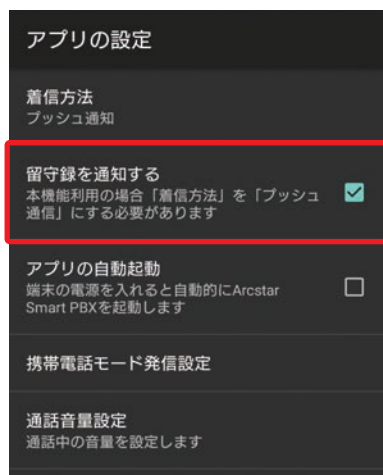 アプリの設定
着信方法
プッシュ通知
留守録を通知する
本機能利用の場合「着信方法」を「プッシュ
通信」にする必要があります
アプリの自動起動
端末の電源を入れると自動的にArcstar
Smart PBXを起動します
携帯電話モード発信設定
通話音量設定
通話中の音量を設定します